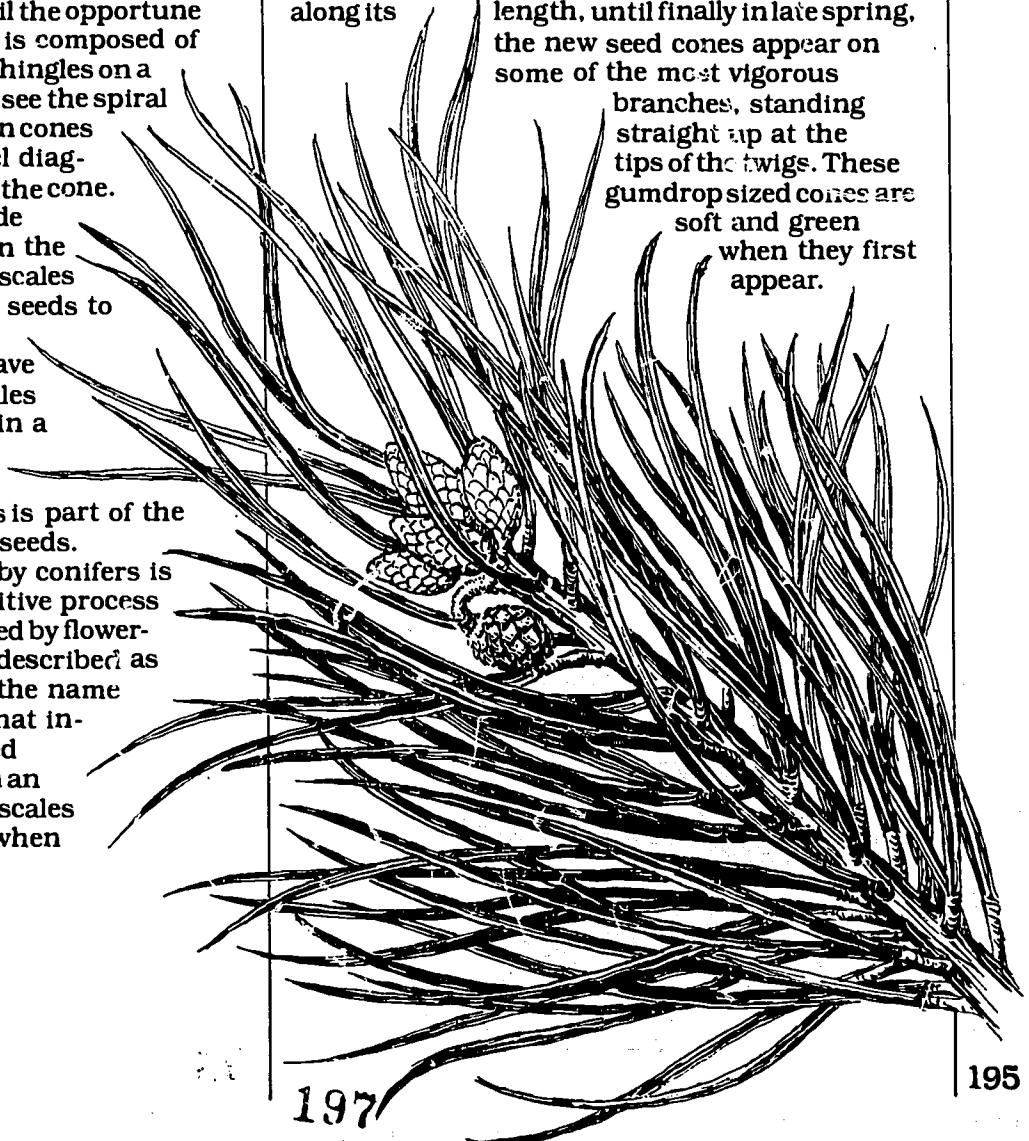 il the opportune
is composed of
hingles on a
see the spiral
n cones
el diag-
the cone.
de
n the
scales
seeds to
ave
les
in a
s is part of the
seeds.
by conifers is
itive process
ed by flower-
described as
the name
hat in-
d
an
scales
when
along its
length, until finally in late spring,
the new seed cones appear on
some of the most vigorous
branches, standing
straight up at the
tips of the twigs. These
gumdrop sized cones are
soft and green
when they first
appear.
197
195